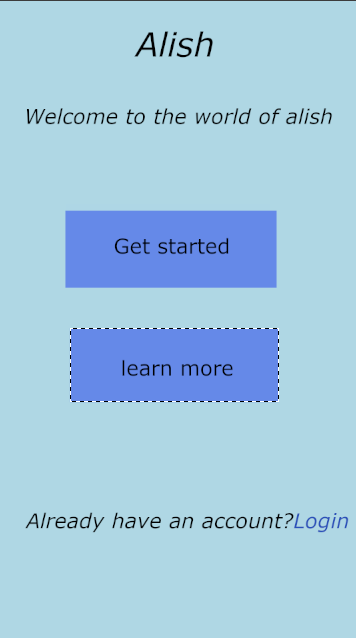 Alish
Welcome to the world of alish
Get started
learn more
Already have an account?Login